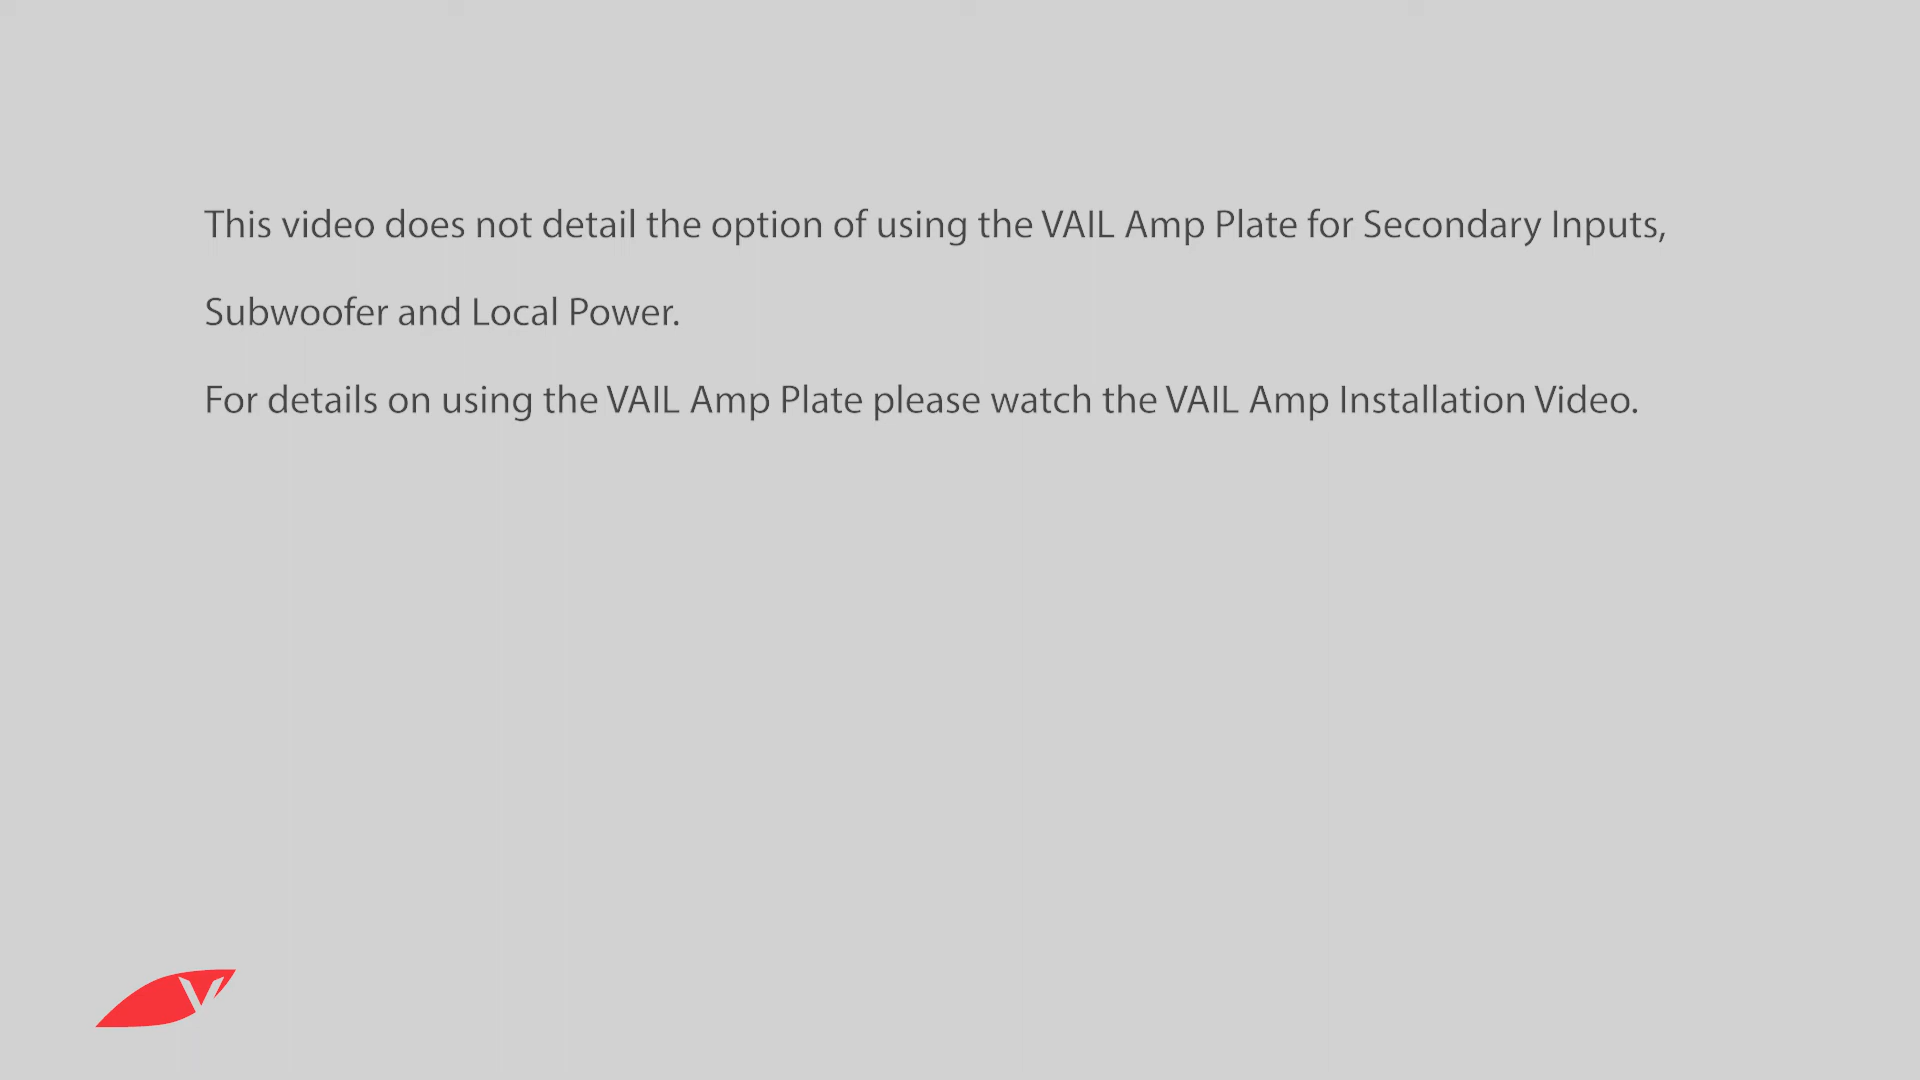 This video does not detail the option of using the VAIL Amp Plate for Secondary Inputs,
Subwoofer and Local Power.
For details on using the VAIL Amp Plate please watch the VAIL Amp Installation Video.
V